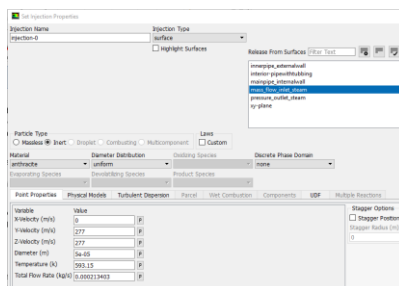 Set Injection Properties
Injection Name
Injection Type
injection-0
surface
Highlight Surfaces
Release From Surfaces
Filter Text
innerpipe_externalwall
interior-pipewithtubbing
mainpipe_internalwall
mass_flow_inlet_steam
pressure_outlet_steam
xy-plane
Particle Type
Laws
Massless Inert Droplet Combusting Multicomponent
Custom
Material
Diameter Distribution
Oxidizing Species
Discrete Phase Domain
anthracite
uniform
none
Evaporating Species
Devolatilizing Species
Product Species
Point Properties Physical Models Turbulent Dispersion Parcel Wet Combustion Components UDF Multiple Reactions
Variable Value
Stagger Options
X-Velocity (m/s) 0 P
Stagger Position
Y-Velocity (m/s) 277 P
Stagger Radius (m)
Z-Velocity (m/s) 277 P
0
Diameter (m) 5e-05 P
Temperature (k) 593.15 P
Total Flow Rate (kg/s) 0.000213403 P